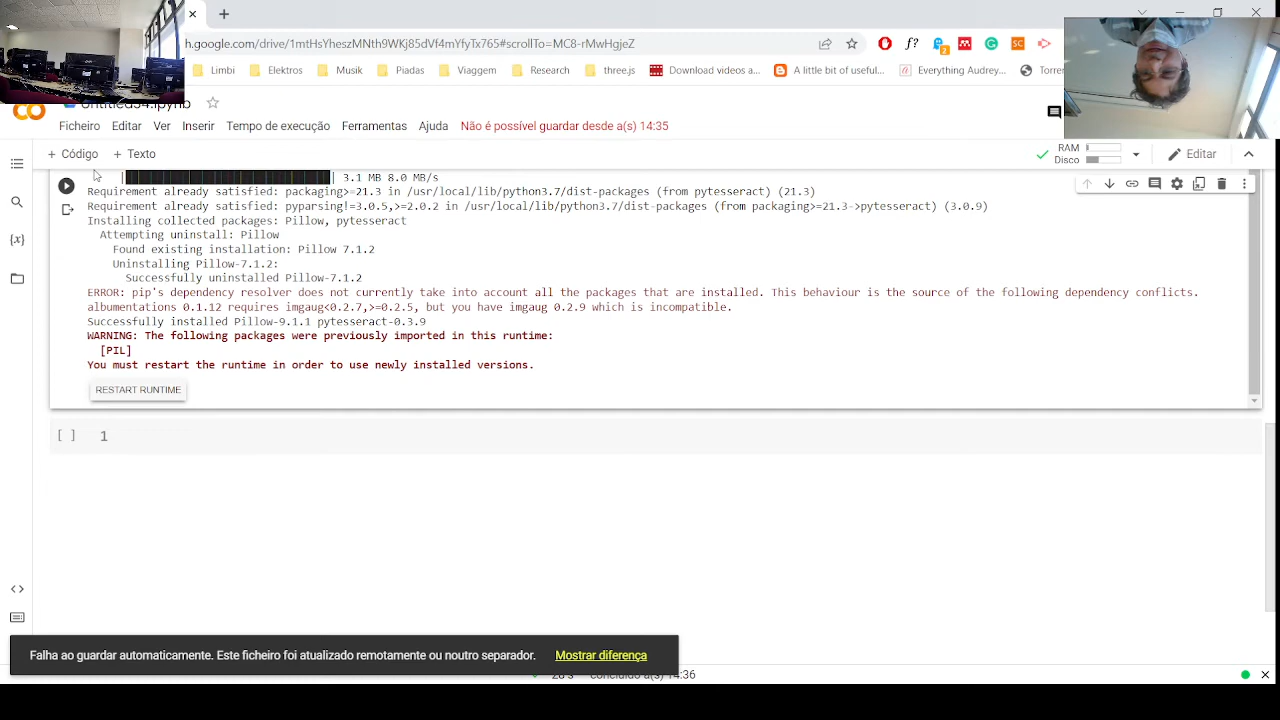 h.google.com/drive/1mtHsYheszMNth9WKj85dVf4mYfyTx765#scrollTo=MC8-rMwHgjeZ
f?
2
SC
Limbi
Elektros
Musik
Piadas
Viaggem
Research
three.js
Download videos a...
A little bit of useful...
Everything Audrey...
Torrer
Untitled34.ipynb
Ficheiro Editar Ver Inserir Tempo de execução Ferramentas Ajuda Não é possível guardar desde a(s) 14:35
+ Código + Texto
RAM
Disco
Editar
3.1 MB 8.0 MB/s
Requirement already satisfied: packaging>=21.3 in /usr/local/lib/python3.7/dist-packages (from pytesseract) (21.3)
Requirement already satisfied: pyparsing!=3.0.5,>=2.0.2 in /usr/local/lib/python3.7/dist-packages (from packaging>=21.3->pytesseract) (3.0.9)
Installing collected packages: Pillow, pytesseract
Attempting uninstall: Pillow
Found existing installation: Pillow 7.1.2
Uninstalling Pillow-7.1.2:
Successfully uninstalled Pillow-7.1.2
ERROR: pip's dependency resolver does not currently take into account all the packages that are installed. This behaviour is the source of the following dependency conflicts.
albumentations 0.1.12 requires imgaug<0.2.7,>=0.2.5, but you have imgaug 0.2.9 which is incompatible.
Successfully installed Pillow-9.1.1 pytesseract-0.3.9
WARNING: The following packages were previously imported in this runtime:
[PIL]
You must restart the runtime in order to use newly installed versions.
RESTART RUNTIME
[ ] 1
{x}
Falha ao guardar automaticamente. Este ficheiro foi atualizado remotamente ou noutro separador. Mostrar diferença
concluído a(s) 14:36